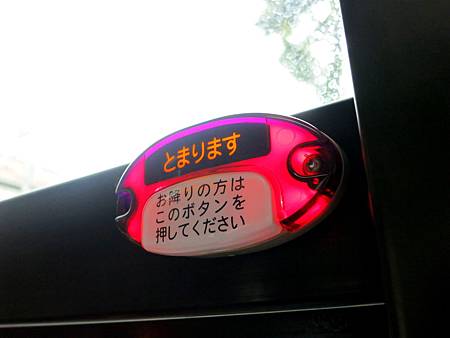 とまります
お降りの方は
このボタンを
押してください